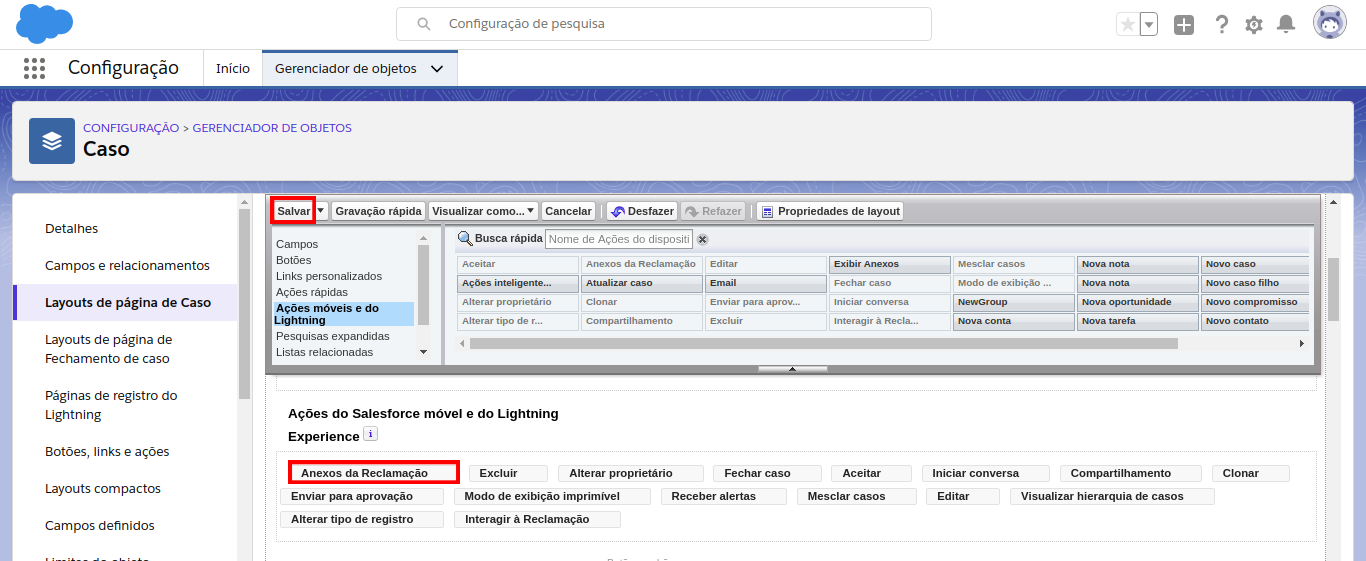 Configuração de pesquisa
Configuração
Início
Gerenciador de objetos
CONFIGURAÇÃO > GERENCIADOR DE OBJETOS
Caso
Detalhes
Campos e relacionamentos
Layouts de página de Caso
Layouts de página de
Fechamento de caso
Páginas de registro do
Lightning
Botões, links e ações
Layouts compactos
Campos definidos
Salvar Gravação rápida Visualizar como... Cancelar Desfazer Refazer Propriedades de layout
Campos
Botões
Links personalizados
Ações rápidas
Ações móveis e do
Lightning
Pesquisas expandidas
Listas relacionadas
Busca rápida Nome de Ações do dispositi
Aceitar Anexos da Reclamação Editar Exibir Anexos Mesclar casos Nova nota Novo caso
Ações inteligente... Atualizar caso Email Fechar caso Modo de exibição ... Nova nota Novo caso filho
Alterar proprietário Clonar Enviar para aprov... Iniciar conversa NewGroup Nova oportunidade Novo compromisso
Alterar tipo de r... Compartilhamento Excluir Interagir à Recla... Nova conta Nova tarefa Novo contato
Ações do Salesforce móvel e do Lightning
Experience i
Anexos da Reclamação Excluir Alterar proprietário Fechar caso Aceitar Iniciar conversa Compartilhamento Clonar
Enviar para aprovação Modo de exibição imprimível Receber alertas Mesclar casos Editar Visualizar hierarquia de casos
Alterar tipo de registro Interagir à Reclamação